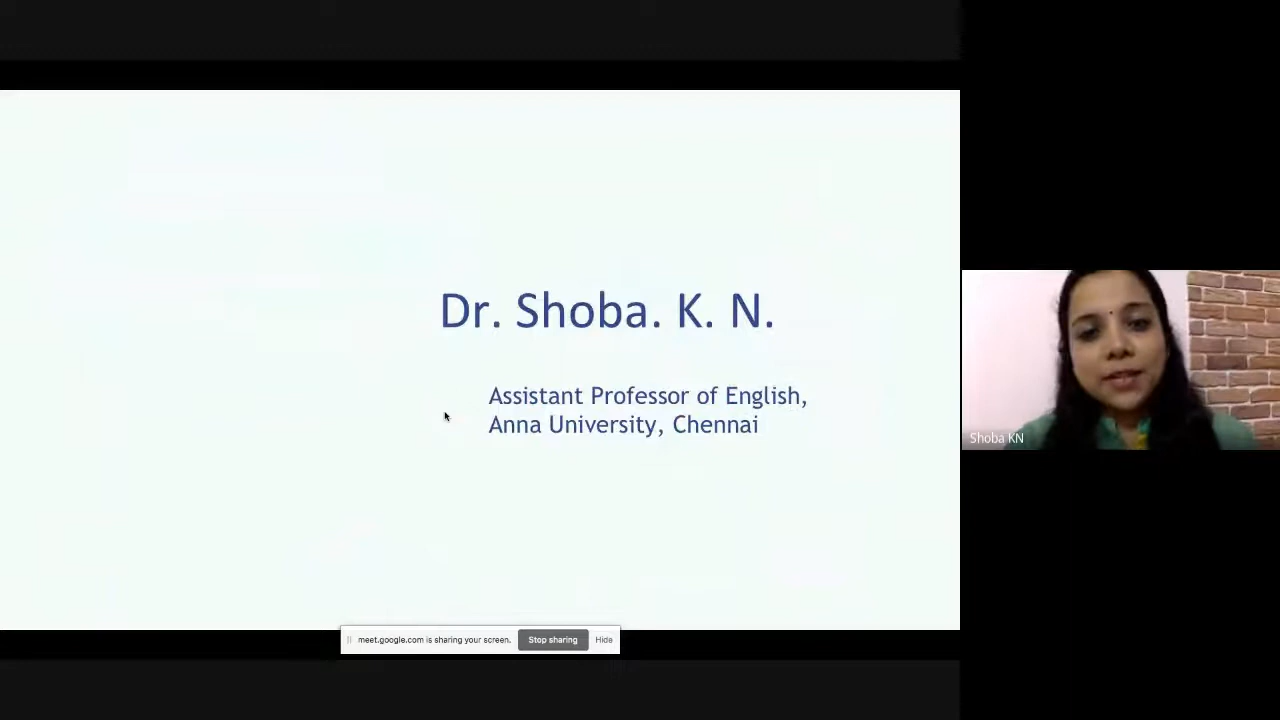 Dr. Shoba. K. N.
Assistant Professor of English,
Anna University, Chennai
Shoba KN
meet.google.com is sharing your screen. Stop sharing Hide